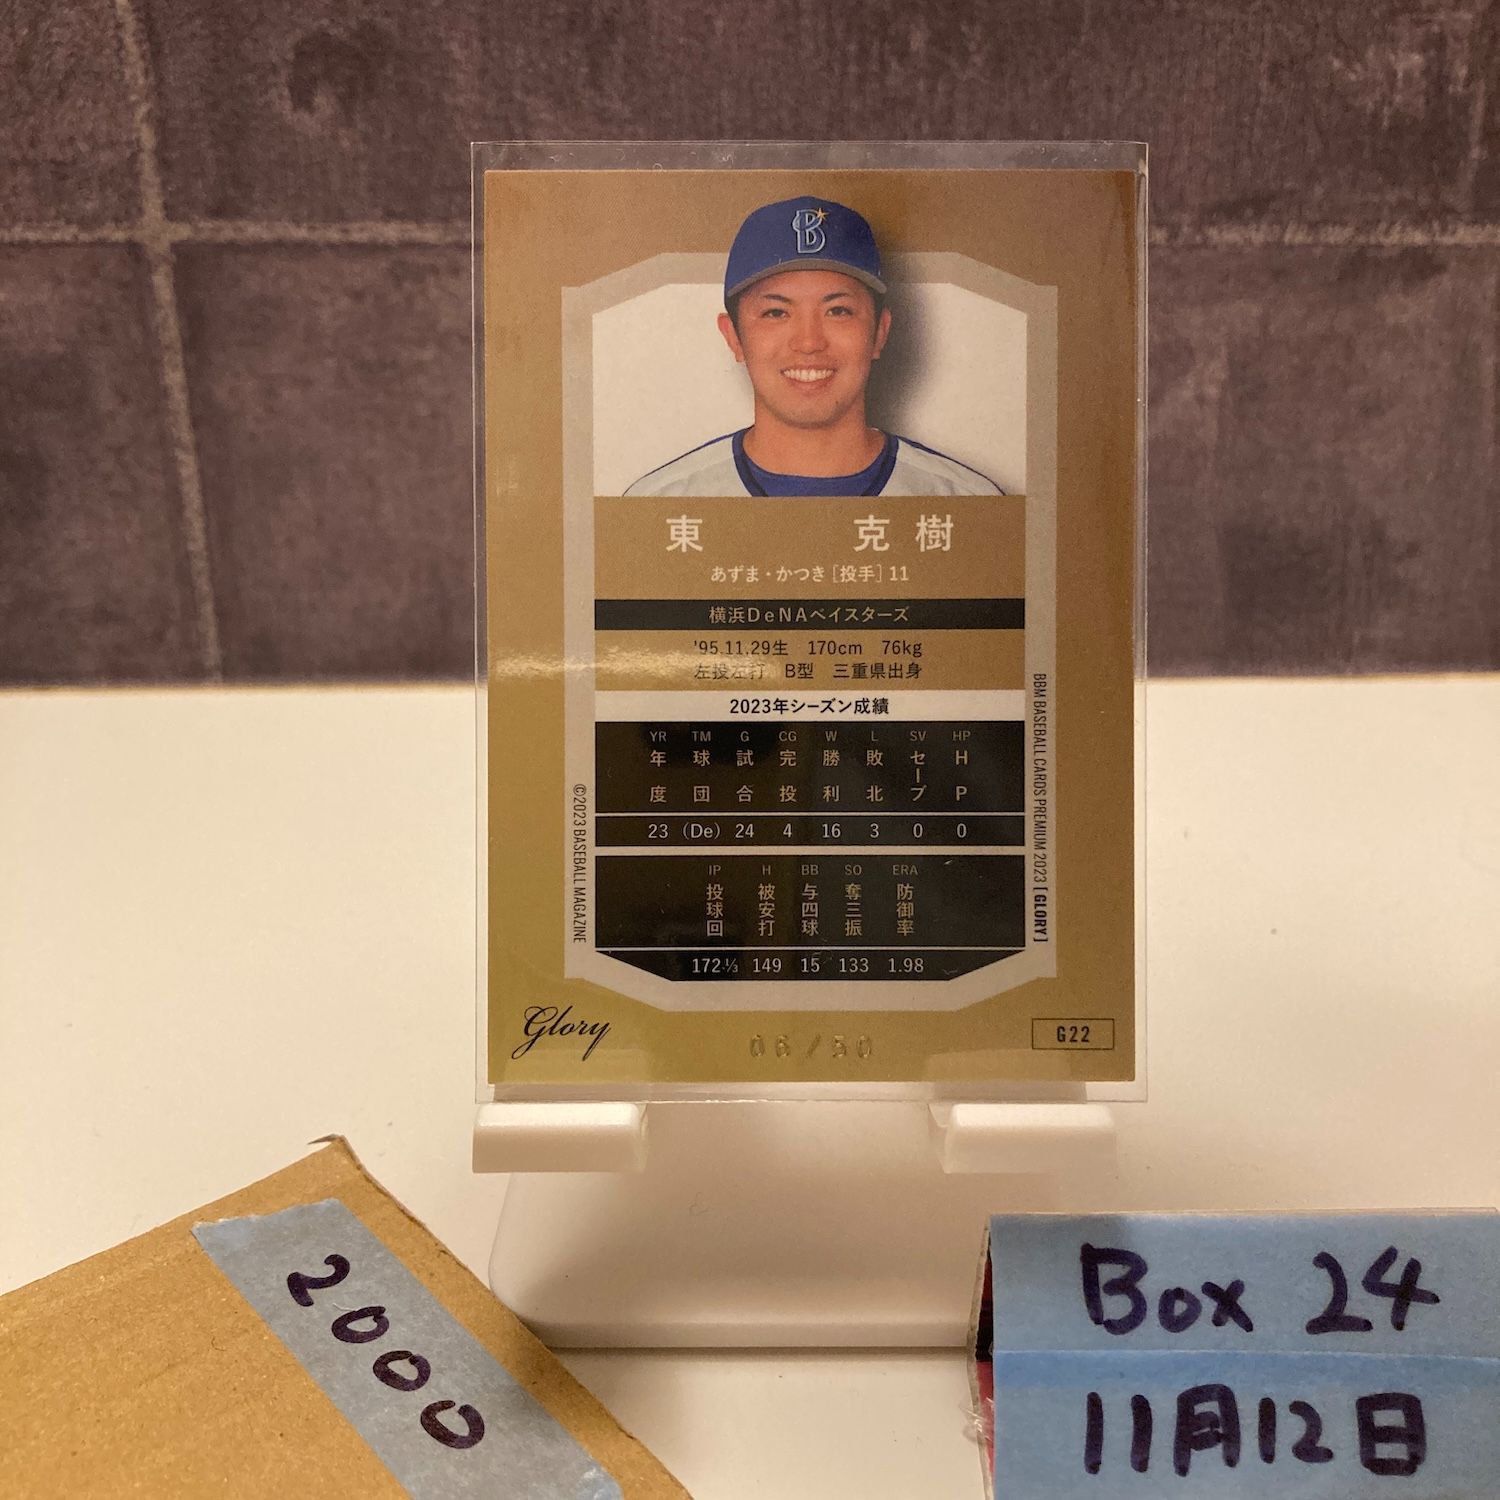 B
東 克樹
あずま・かつき［投手］11
横浜DeNAベイスターズ
'95.11.29生 170cm 76kg
左投左打 B型 三重県出身
2023年シーズン成績
YR TM G CG W L SV HP
年度 球団 試合 完投 勝利 敗北 セーブ HP
23 (De) 24 4 16 3 0 0
IP H BB SO ERA
投球回 被安打 与四球 奪三振 防御率
172⅓ 149 15 133 1.98
©2023 BASEBALL MAGAZINE
BBM BASEBALL CARDS PREMIUM 2023 [GLORY]
Glory
06/50
G22
2000
Box 24
11月12日